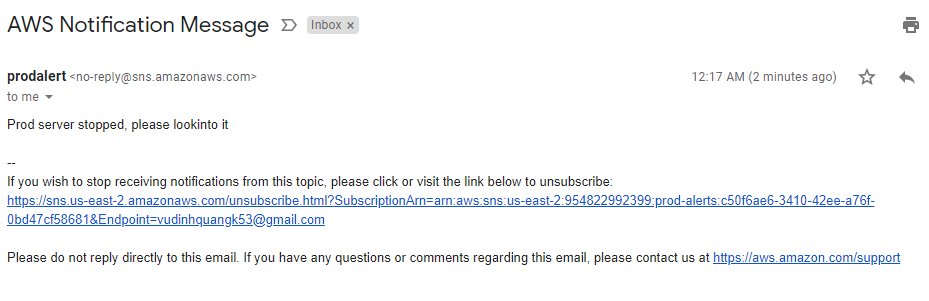 AWS Notification Message
Inbox ×
prodalert <no-reply@sns.amazonaws.com>
12:17 AM (2 minutes ago)
to me
Prod server stopped, please lookinto it
--
If you wish to stop receiving notifications from this topic, please click or visit the link below to unsubscribe:
https://sns.us-east-2.amazonaws.com/unsubscribe.html?SubscriptionArn=arn:aws:sns:us-east-2:954822992399:prod-alerts:c50f6ae6-3410-42ee-a76f-
0bd47cf58681&Endpoint=vudinhquangk53@gmail.com
Please do not reply directly to this email. If you have any questions or comments regarding this email, please contact us at https://aws.amazon.com/support